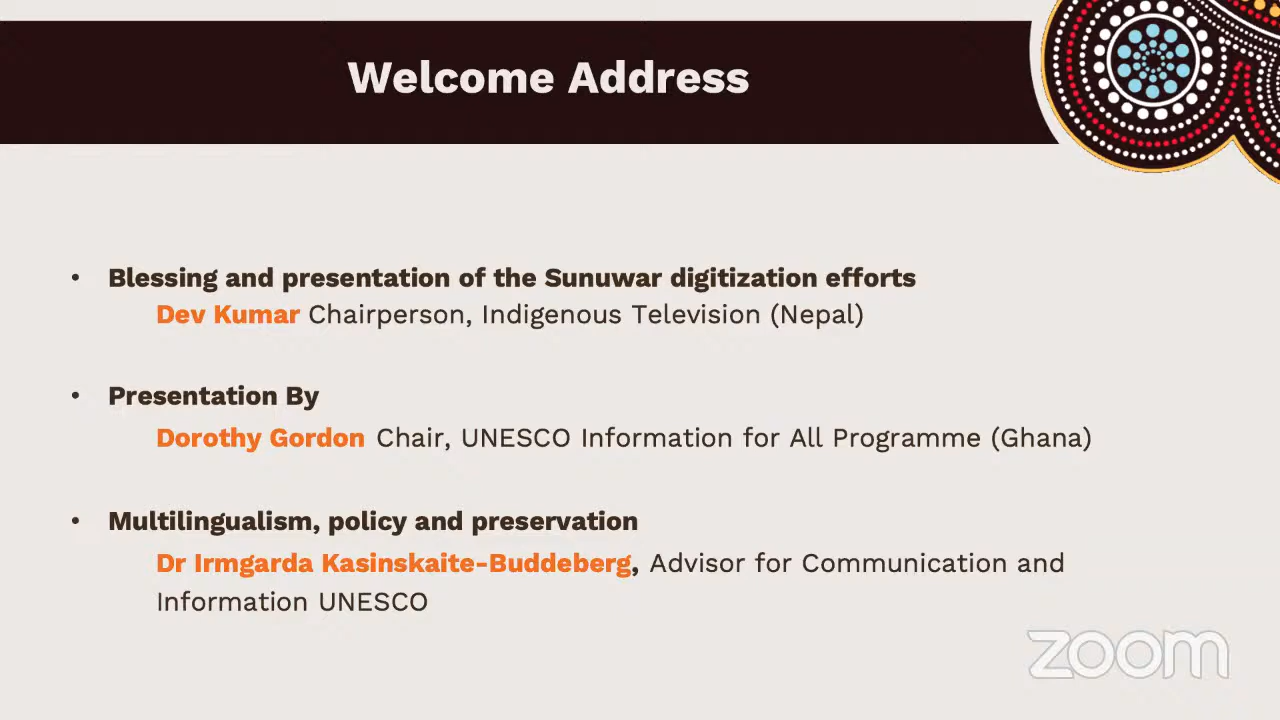 Welcome Address
• Blessing and presentation of the Sunuwar digitization efforts
Dev Kumar Chairperson, Indigenous Television (Nepal)
• Presentation By
Dorothy Gordon Chair, UNESCO Information for All Programme (Ghana)
• Multilingualism, policy and preservation
Dr Irmgarda Kasinskaite-Buddeberg, Advisor for Communication and
Information UNESCO
zoom